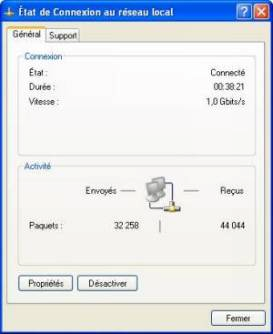 État de Connexion au réseau local
Général Support
Connexion
État : Connecté
Durée : 00:38:21
Vitesse : 1,0 Gbits/s
Activité
Envoyés — Reçus
Paquets : 32 258 | 44 044
Propriétés Désactiver
Fermer